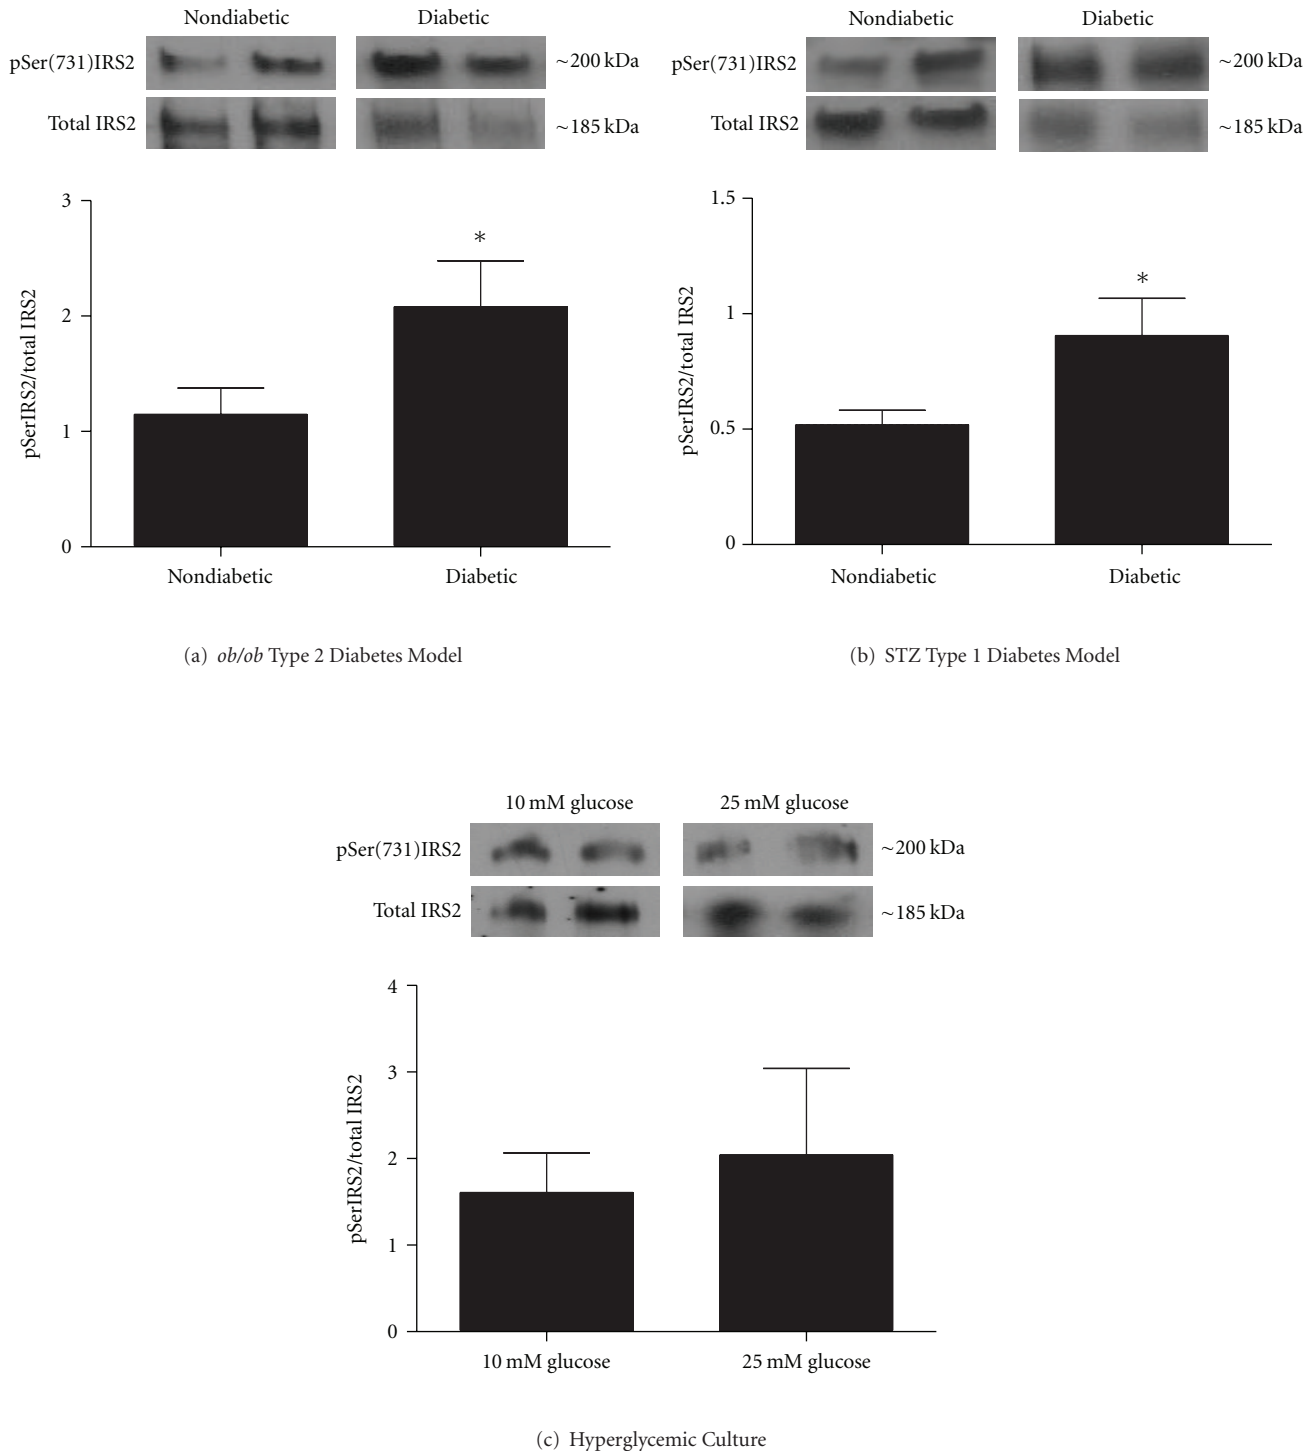 Nondiabetic Diabetic
pSer(731)IRS2 ~200 kDa
Total IRS2 ~185 kDa
3
2
1
0
pSerIRS2/total IRS2
*
Nondiabetic Diabetic
(a) ob/ob Type 2 Diabetes Model
Nondiabetic Diabetic
pSer(731)IRS2 ~200 kDa
Total IRS2 ~185 kDa
1.5
1
0.5
0
pSerIRS2/total IRS2
*
Nondiabetic Diabetic
(b) STZ Type 1 Diabetes Model
10 mM glucose 25 mM glucose
pSer(731)IRS2 ~200 kDa
Total IRS2 ~185 kDa
4
3
2
1
0
pSerIRS2/total IRS2
10 mM glucose 25 mM glucose
(c) Hyperglycemic Culture